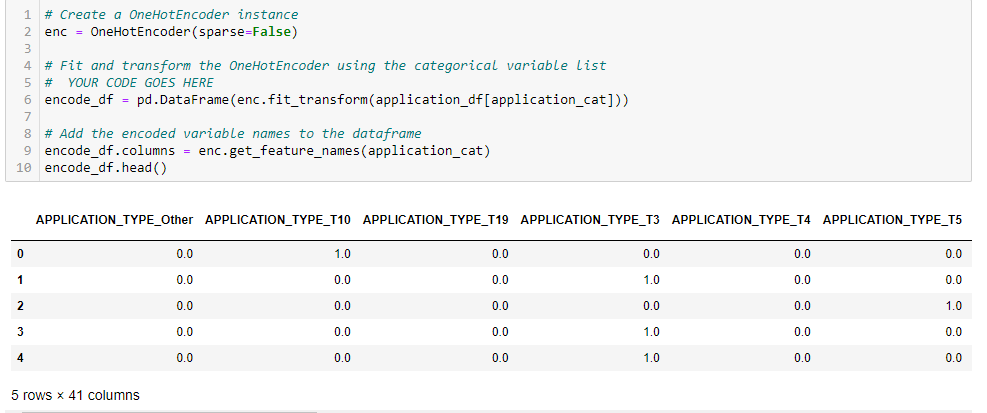 1 # Create a OneHotEncoder instance
2 enc = OneHotEncoder(sparse=False)
3
4 # Fit and transform the OneHotEncoder using the categorical variable list
5 #  YOUR CODE GOES HERE
6 encode_df = pd.DataFrame(enc.fit_transform(application_df[application_cat]))
7
8 # Add the encoded variable names to the dataframe
9 encode_df.columns = enc.get_feature_names(application_cat)
10 encode_df.head()
APPLICATION_TYPE_Other APPLICATION_TYPE_T10 APPLICATION_TYPE_T19 APPLICATION_TYPE_T3 APPLICATION_TYPE_T4 APPLICATION_TYPE_T5
0 0.0 1.0 0.0 0.0 0.0 0.0
1 0.0 0.0 0.0 1.0 0.0 0.0
2 0.0 0.0 0.0 0.0 0.0 1.0
3 0.0 0.0 0.0 1.0 0.0 0.0
4 0.0 0.0 0.0 1.0 0.0 0.0
5 rows × 41 columns